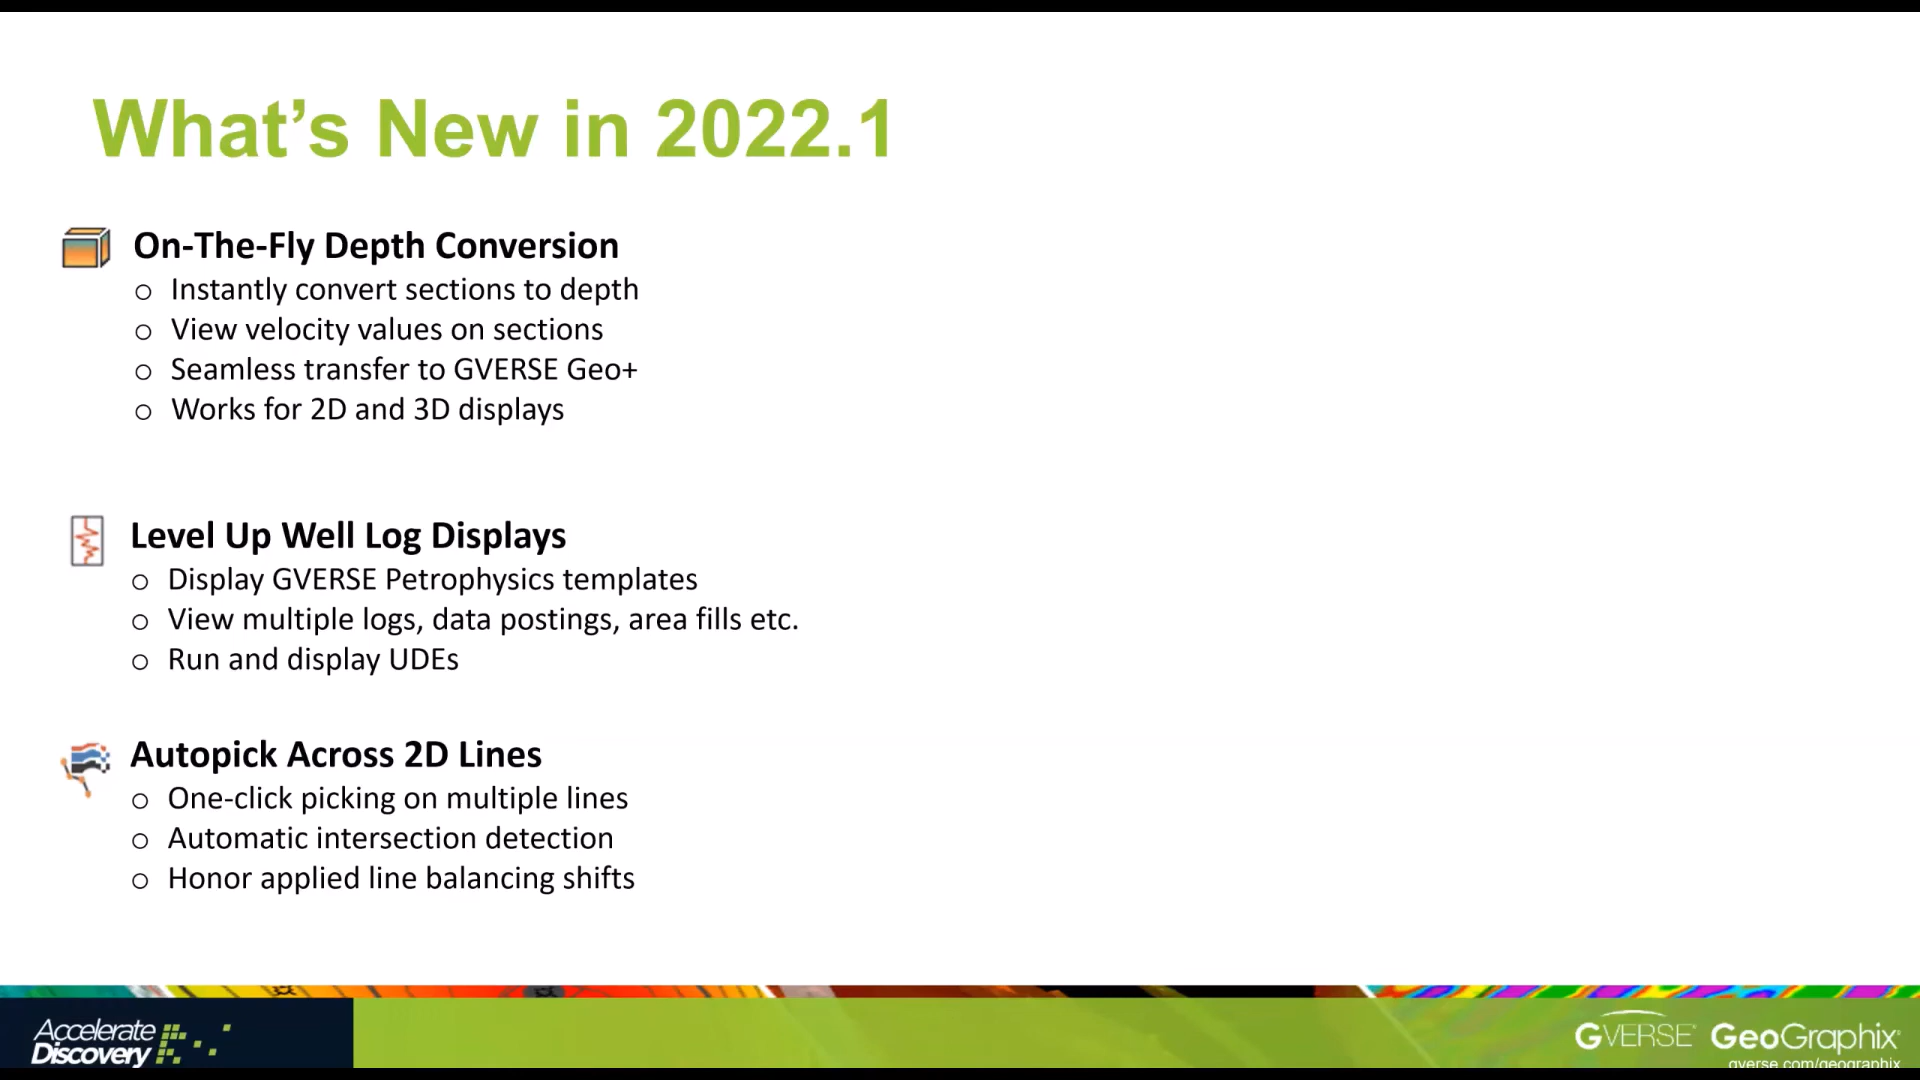 What’s New in 2022.1
On-The-Fly Depth Conversion
o Instantly convert sections to depth
o View velocity values on sections
o Seamless transfer to GVERSE Geo+
o Works for 2D and 3D displays
Level Up Well Log Displays
o Display GVERSE Petrophysics templates
o View multiple logs, data postings, area fills etc.
o Run and display UDEs
Autopick Across 2D Lines
o One-click picking on multiple lines
o Automatic intersection detection
o Honor applied line balancing shifts
Accelerate
Discovery
GVERSE® GeoGraphix®
gverse.com/geographix